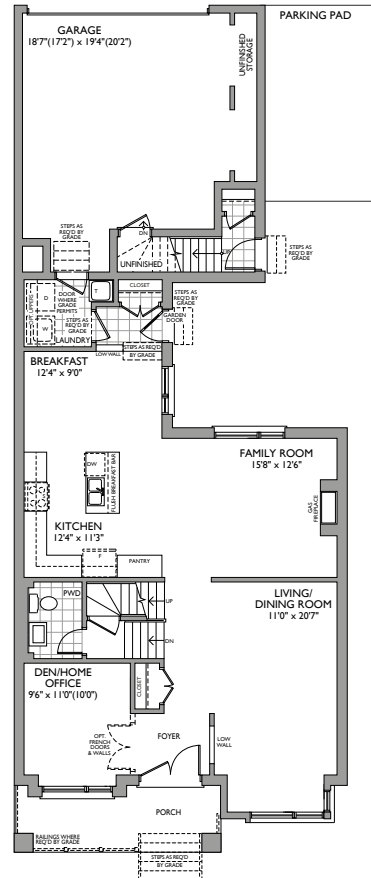 PARKING PAD
GARAGE
18'7"(17'2") x 19'4"(20'2")
UNFINISHED
STORAGE
STEPS AS
REQ'D BY
GRADE
DN
UP
UNFINISHED
STEPS AS
REQ'D BY
GRADE
CLOSET
OPT. UPPERS
D
W
DOOR
WHERE
GRADE
PERMITS
T
STEPS AS
REQ'D BY
GRADE
STEPS AS
REQ'D BY
GRADE
GARDEN
DOOR
LAUNDRY
LOW WALL
STEPS AS REQ'D
BY GRADE
BREAKFAST
12'4" x 9'0"
FAMILY ROOM
15'8" x 12'6"
DW
FLUSH BREAKFAST BAR
GAS
FIREPLACE
KITCHEN
12'4" x 11'3"
F
PANTRY
PWD
UP
DN
LIVING/
DINING ROOM
11'0" x 20'7"
DEN/HOME
OFFICE
9'6" x 11'0"(10'0")
CLOSET
OPT.
FRENCH
DOORS
& WALLS
FOYER
LOW
WALL
PORCH
RAILINGS WHERE
REQ'D BY GRADE
STEPS AS REQ'D
BY GRADE